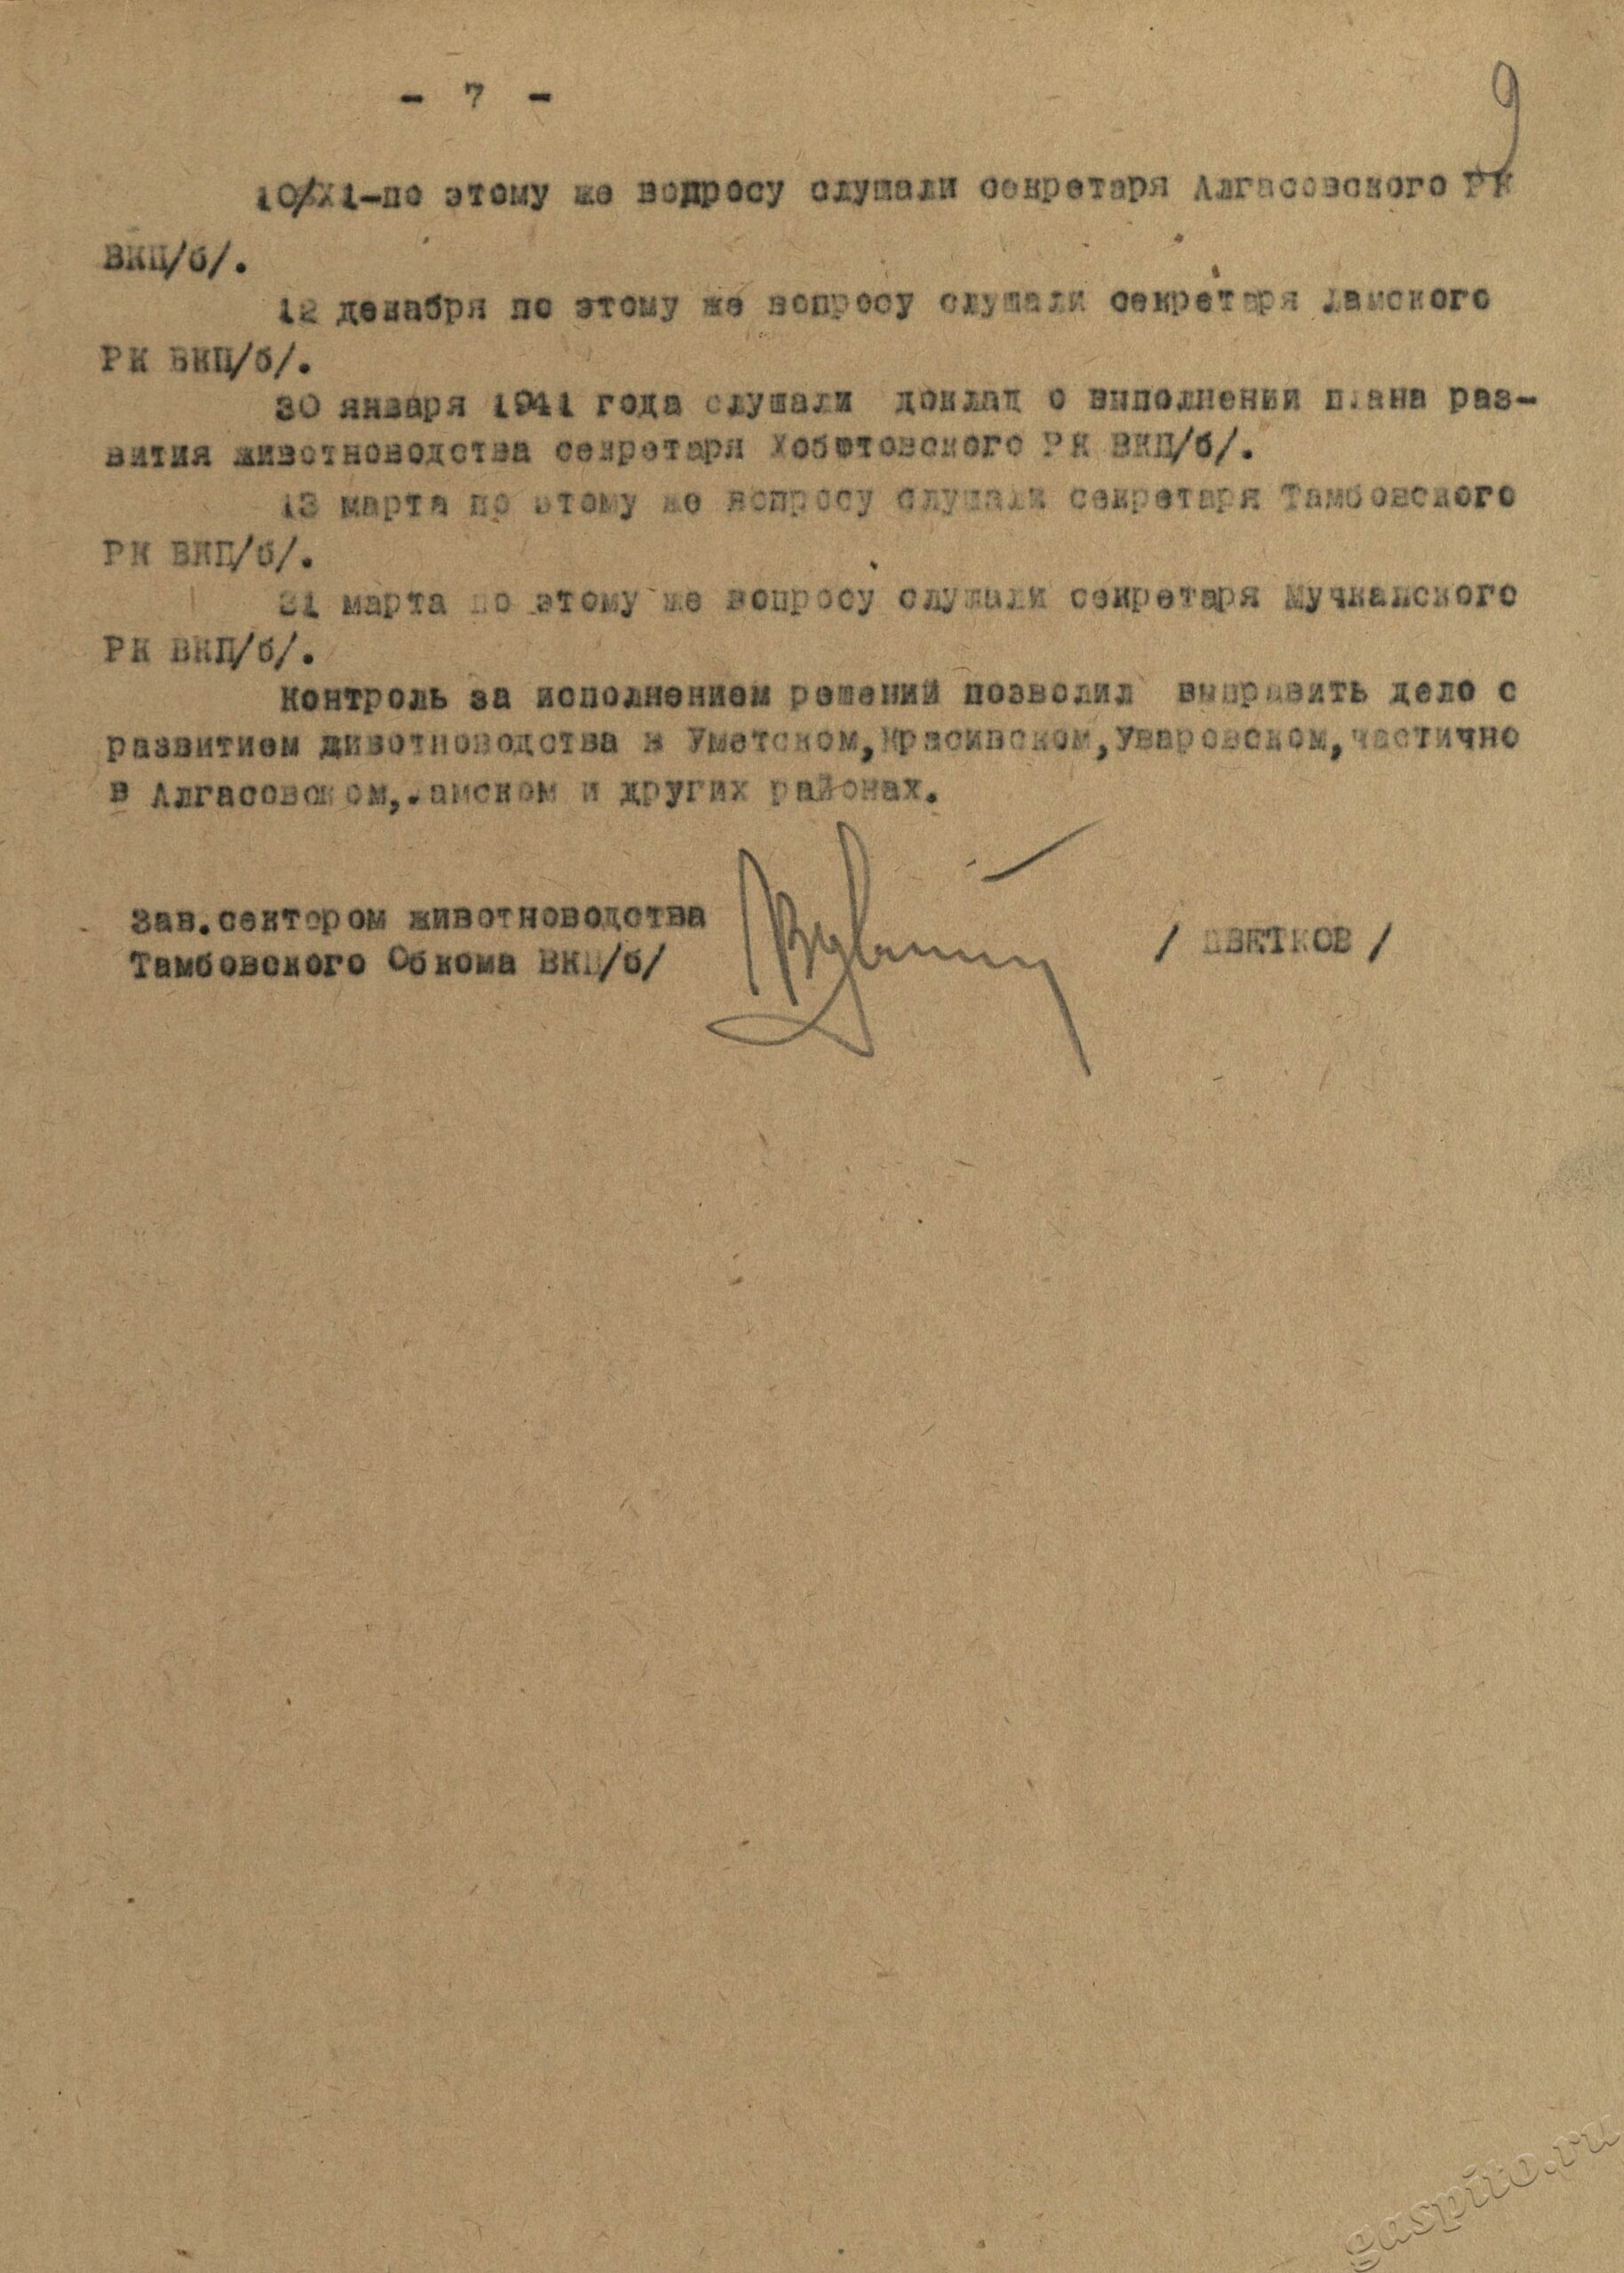 - 7 -
9
10/XI-по этому же вопросу слушали секретаря Алгасовского РК
ВКП/б/.
12 декабря по этому же вопросу слушали секретаря Ламского
РК ВКП/б/.
30 января 1941 года слушали доклад о выполнении плана раз-
вития животноводства секретаря Хоботовского РК ВКП/б/.
13 марта по этому же вопросу слушали секретаря Тамбовского
РК ВКП/б/.
31 марта по этому же вопросу слушали секретаря Мучкапского
РК ВКП/б/.
Контроль за исполнением решений позволил выправить дело с
развитием животноводства в Уметском, Красивском, Уваровском, частично
в Алгасовском, Ламском и других районах.
Зав. сектором животноводства
Тамбовского Обкома ВКП/б/
/ ЦВЕТКОВ /
gaspito.ru